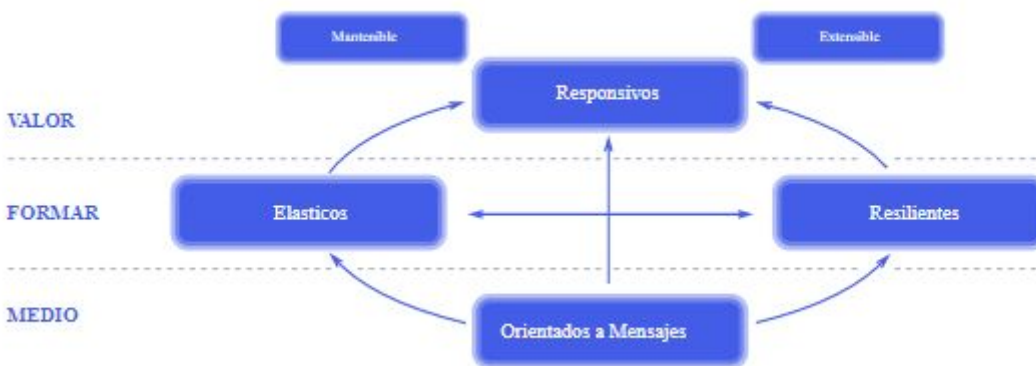 Mantenible
Extensible
Responsivos
VALOR
FORMAR
Elasticos
Resilientes
MEDIO
Orientados a Mensajes